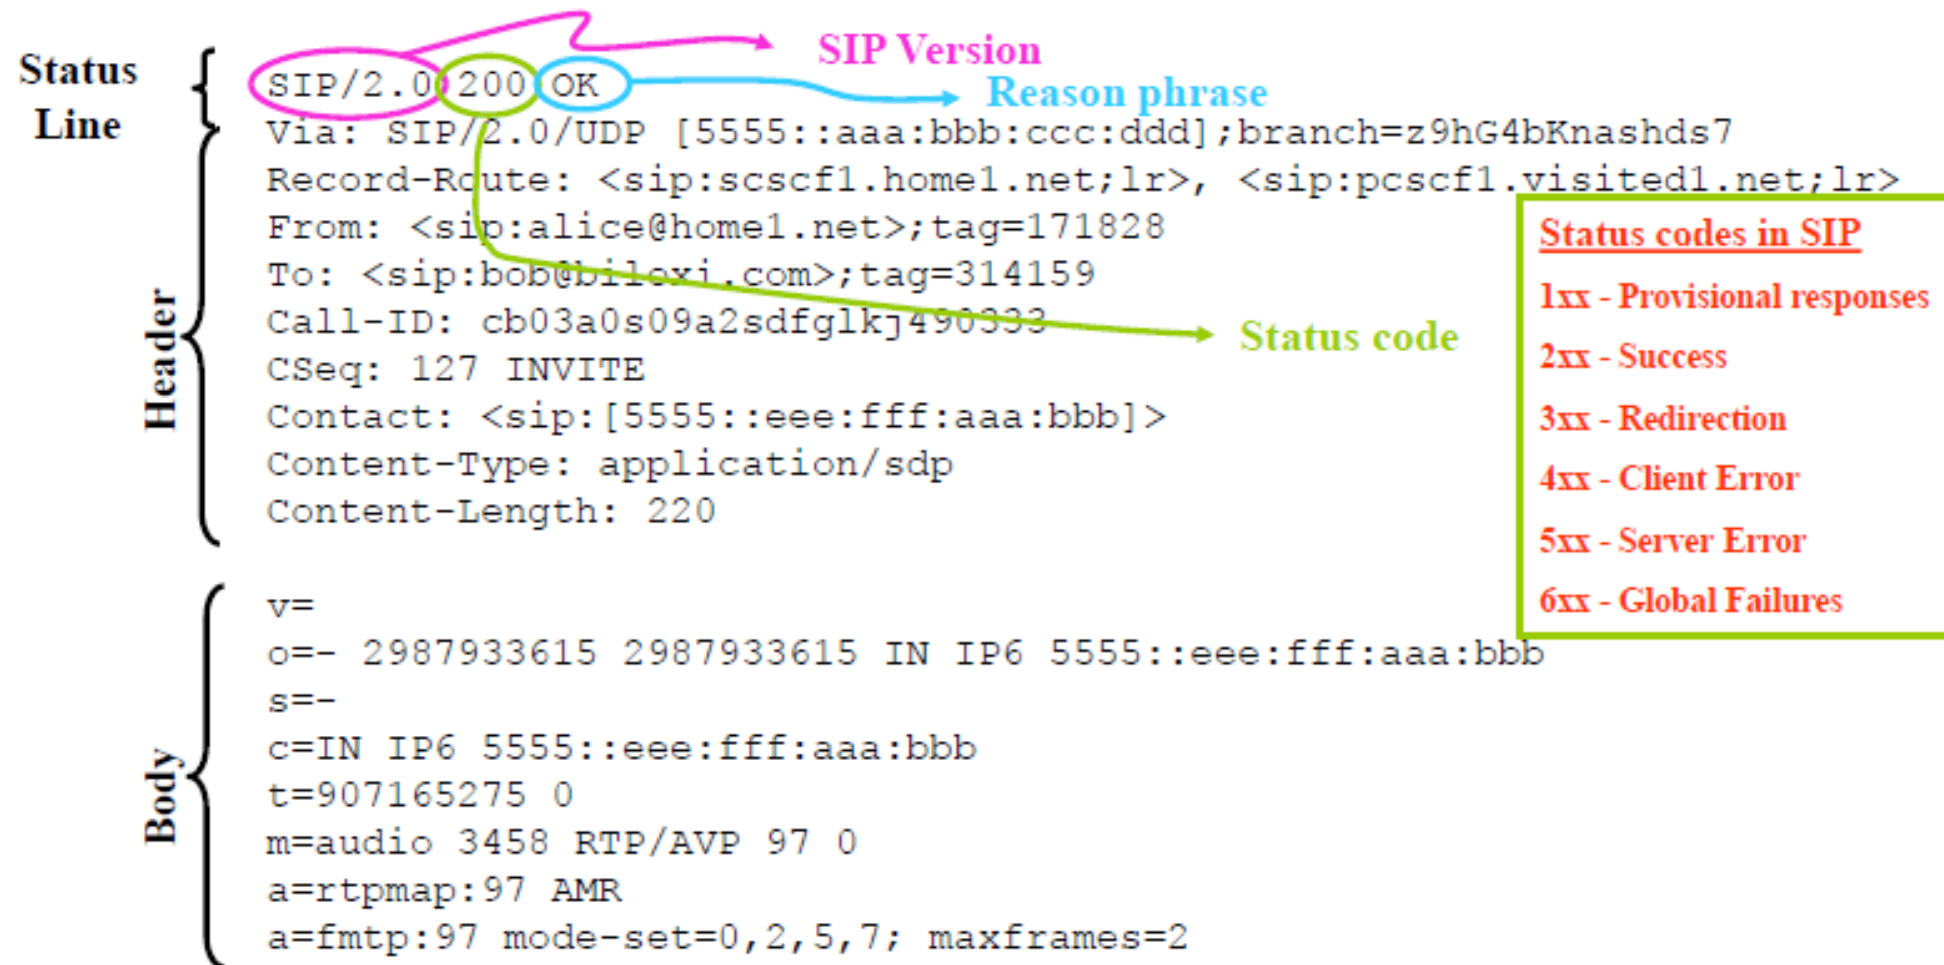 Status
Line
SIP/2.0 200 OK
SIP Version
Reason phrase
Via: SIP/2.0/UDP [5555::aaa:bbb:ccc:ddd];branch=z9hG4bKnashds7
Record-Route: <sip:scscf1.home1.net;lr>, <sip:pcscf1.visited1.net;lr>
From: <sip:alice@home1.net>;tag=171828
To: <sip:bob@biloxi.com>;tag=314159
Call-ID: cb03a0s09a2sdfglkj490333
CSeq: 127 INVITE
Contact: <sip:[5555::eee:fff:aaa:bbb]>
Content-Type: application/sdp
Content-Length: 220
Header
Status code
Status codes in SIP
1xx - Provisional responses
2xx - Success
3xx - Redirection
4xx - Client Error
5xx - Server Error
6xx - Global Failures
Body
v=
o=- 2987933615 2987933615 IN IP6 5555::eee:fff:aaa:bbb
s=-
c=IN IP6 5555::eee:fff:aaa:bbb
t=907165275 0
m=audio 3458 RTP/AVP 97 0
a=rtpmap:97 AMR
a=fmtp:97 mode-set=0,2,5,7; maxframes=2